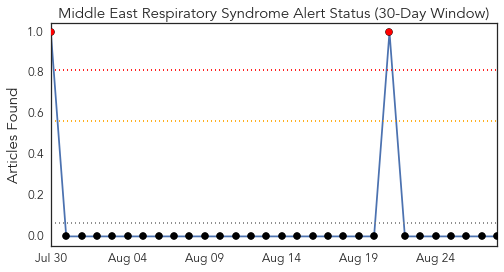 Middle East Respiratory Syndrome Alert Status (30-Day Window)
Articles Found
1.0
0.8
0.6
0.4
0.2
0.0
Jul 30 Aug 04 Aug 09 Aug 14 Aug 19 Aug 24